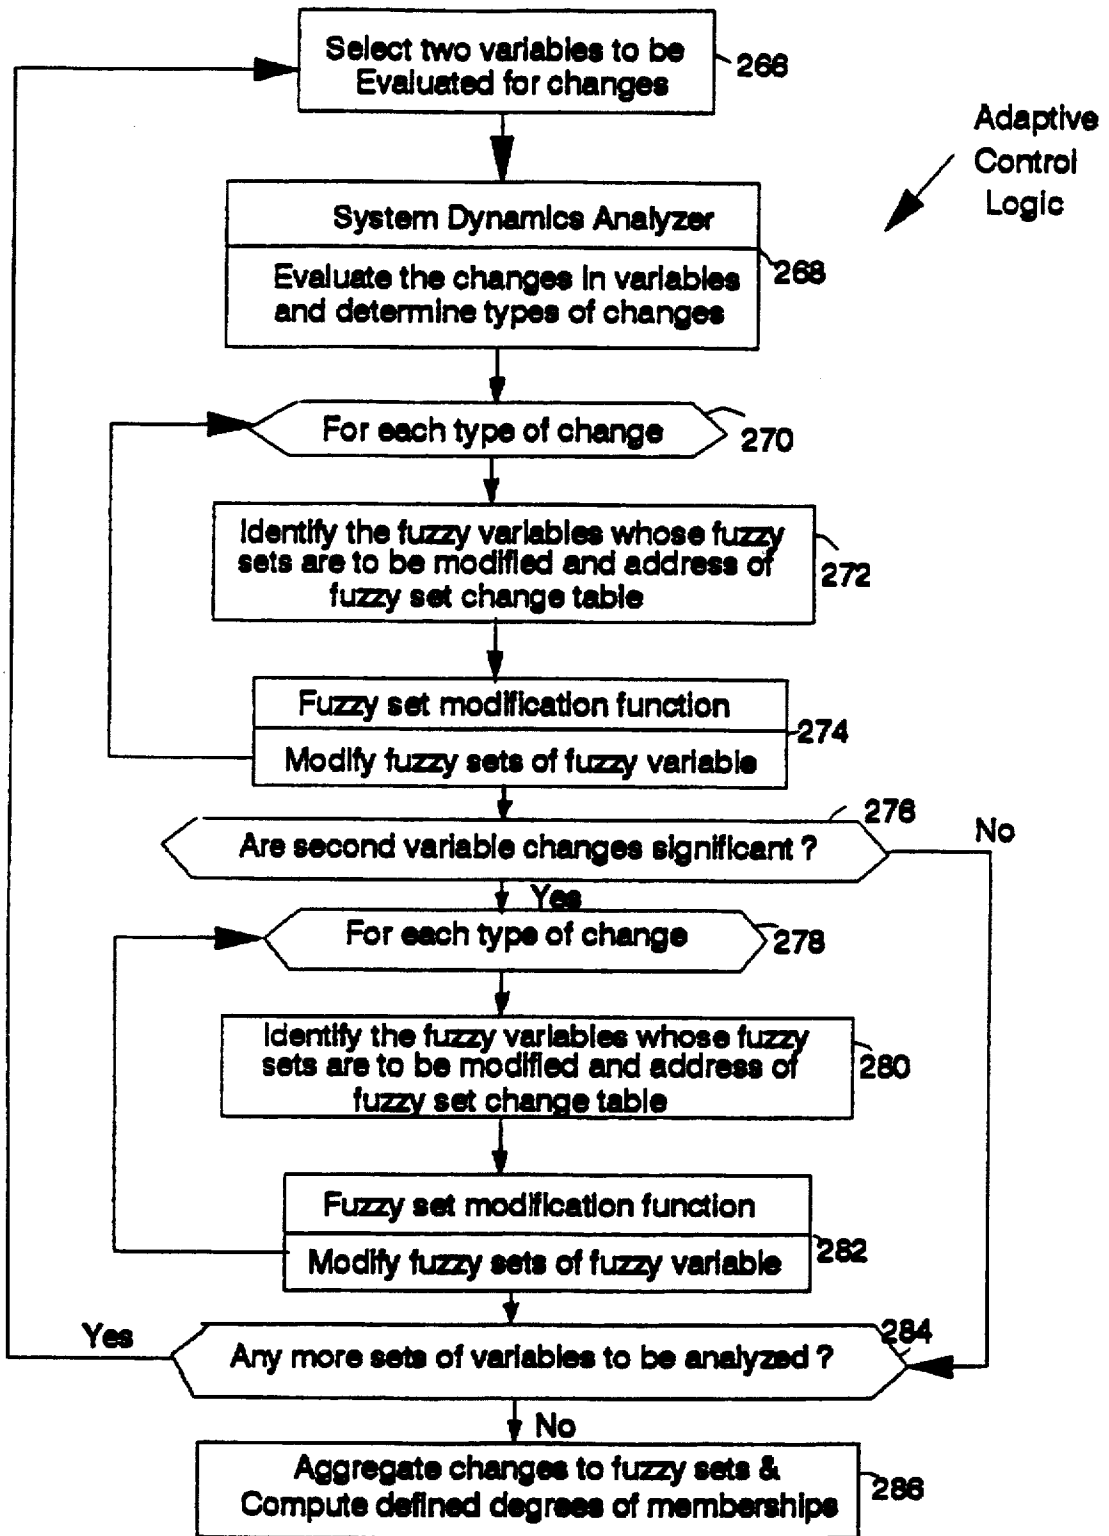 Select two variables to be
Evaluated for changes
266
Adaptive
Control
Logic
System Dynamics Analyzer
268
Evaluate the changes in variables
and determine types of changes
For each type of change
270
Identify the fuzzy variables whose fuzzy
sets are to be modified and address of
fuzzy set change table
272
Fuzzy set modification function
274
Modify fuzzy sets of fuzzy variable
276
Are second variable changes significant ?
No
Yes
For each type of change
278
Identify the fuzzy variables whose fuzzy
sets are to be modified and address of
fuzzy set change table
280
Fuzzy set modification function
282
Modify fuzzy sets of fuzzy variable
Yes
284
Any more sets of variables to be analyzed ?
No
Aggregate changes to fuzzy sets &
Compute defined degrees of memberships
286